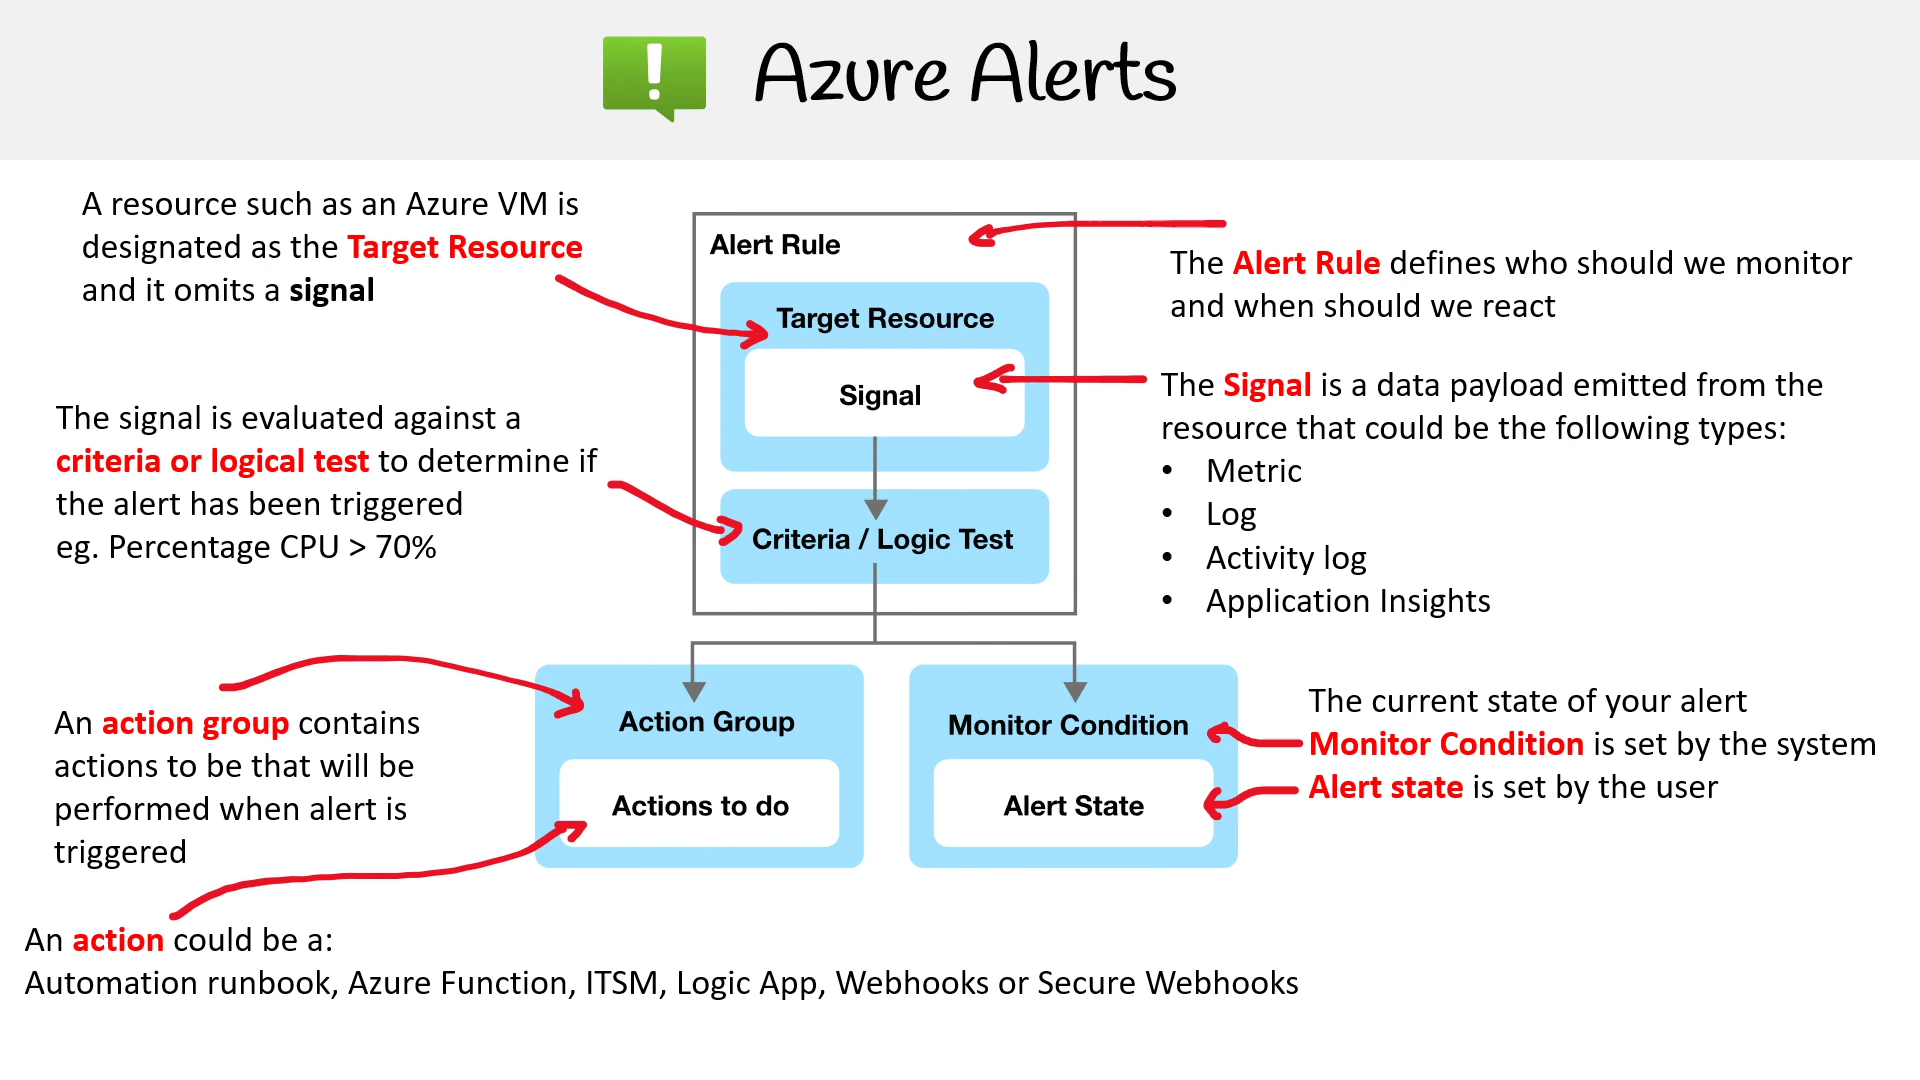 !
Azure Alerts
A resource such as an Azure VM is
designated as the Target Resource
and it omits a signal
The signal is evaluated against a
criteria or logical test to determine if
the alert has been triggered
eg. Percentage CPU > 70%
Alert Rule
Target Resource
Signal
Criteria / Logic Test
The Alert Rule defines who should we monitor
and when should we react
The Signal is a data payload emitted from the
resource that could be the following types:
• Metric
• Log
• Activity log
• Application Insights
An action group contains
actions to be that will be
performed when alert is
triggered
Action Group
Actions to do
Monitor Condition
Alert State
The current state of your alert
Monitor Condition is set by the system
Alert state is set by the user
An action could be a:
Automation runbook, Azure Function, ITSM, Logic App, Webhooks or Secure Webhooks